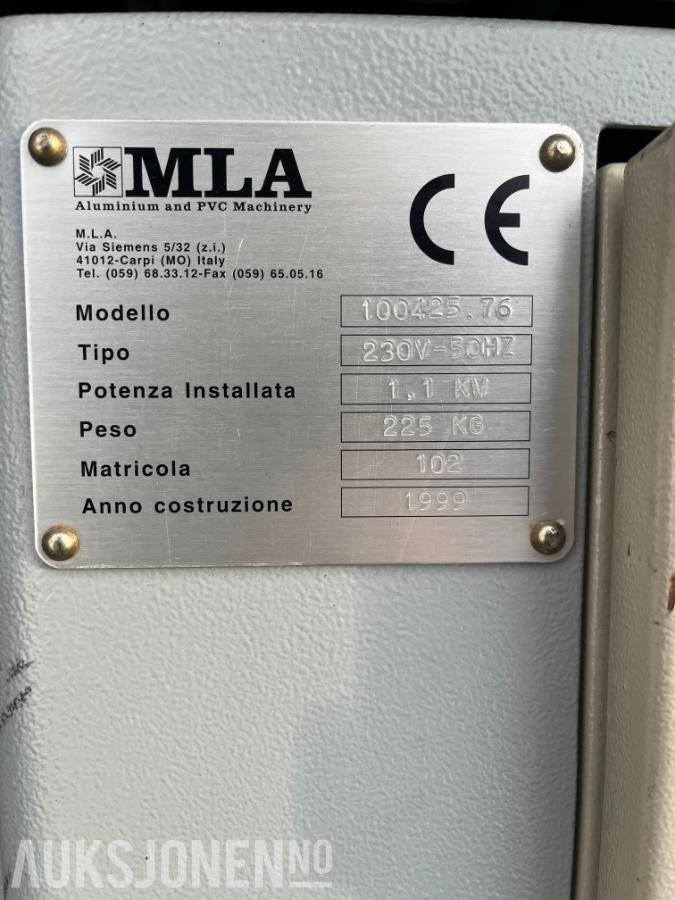 MLA
Aluminium and PVC Machinery
CE
M.L.A.
Via Siemens 5/32 (z.i.)
41012-Carpi (MO) Italy
Tel. (059) 68.33.12-Fax (059) 65.05.16
Modello 100425.76
Tipo 230V-50HZ
Potenza Installata 1.1 KW
Peso 225 KG
Matricola 102
Anno costruzione 1999
AUKSJONEN.NO